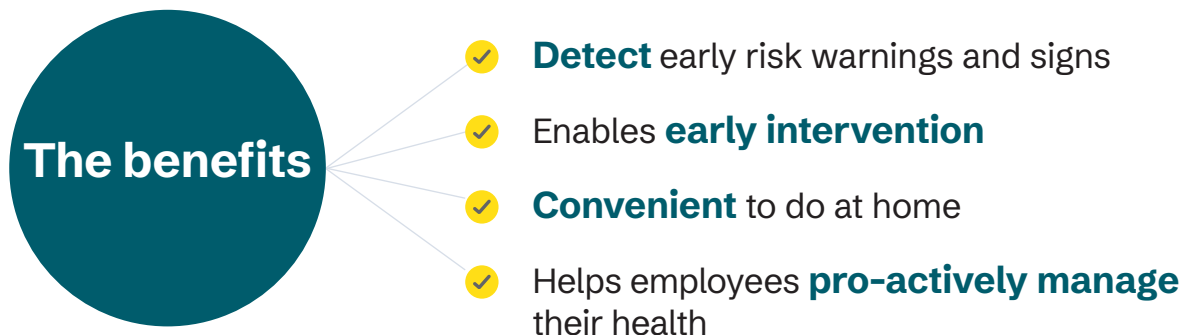 The benefits
Detect early risk warnings and signs
Enables early intervention
Convenient to do at home
Helps employees pro-actively manage
their health